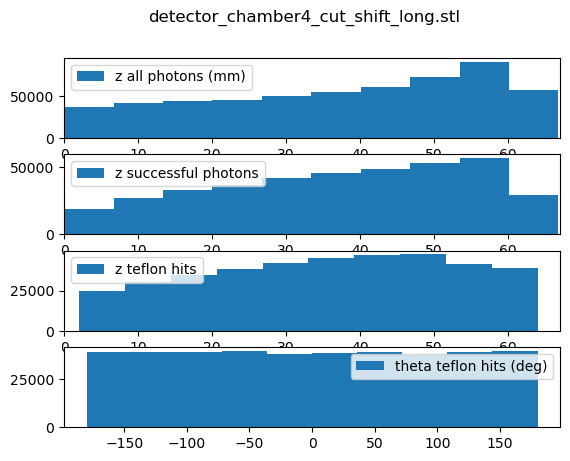 detector_chamber4_cut_shift_long.stl
z all photons (mm)
50000
0
0 10 20 30 40 50 60
z successful photons
50000
0
0 10 20 30 40 50 60
z teflon hits
25000
0
0 10 20 30 40 50 60
theta teflon hits (deg)
25000
0
−150 −100 −50 0 50 100 150